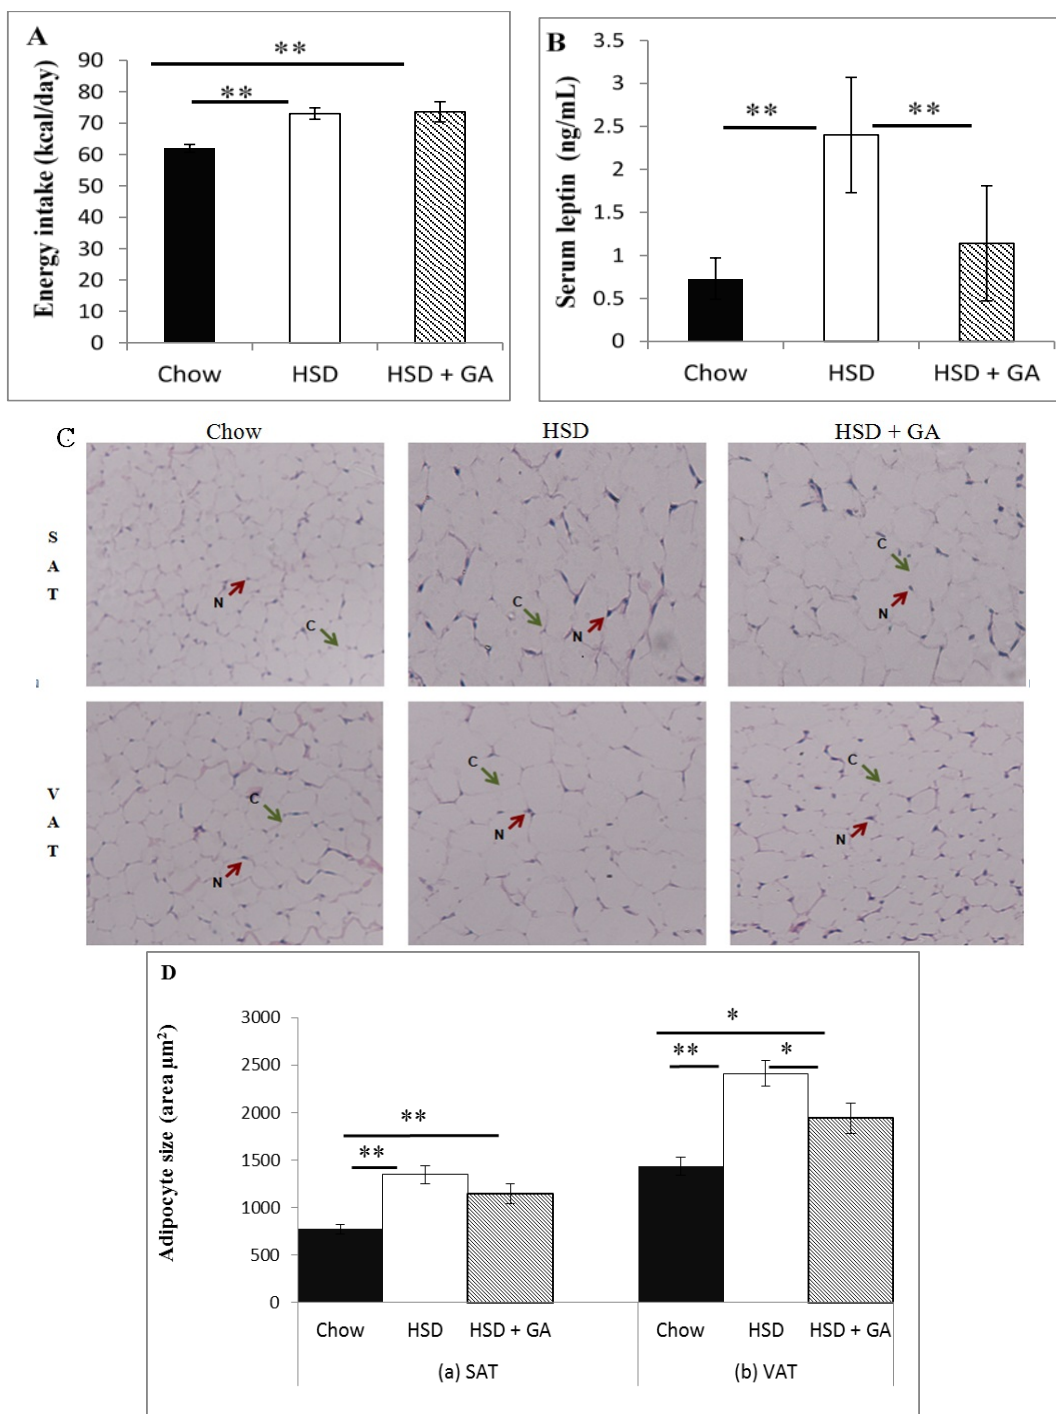 A
Energy intake (kcal/day)
90
80
70
60
50
40
30
20
10
0
**
**
Chow HSD HSD + GA
B
Serum leptin (ng/mL)
3.5
3
2.5
2
1.5
1
0.5
0
** **
Chow HSD HSD + GA
C
Chow HSD HSD + GA
S
A
T
N
C
C
N
C
N
V
A
T
C
N
C
N
C
N
D
Adipocyte size (area µm²)
3000
2500
2000
1500
1000
500
0
**
**
*
** *
Chow HSD HSD + GA Chow HSD HSD + GA
(a) SAT (b) VAT